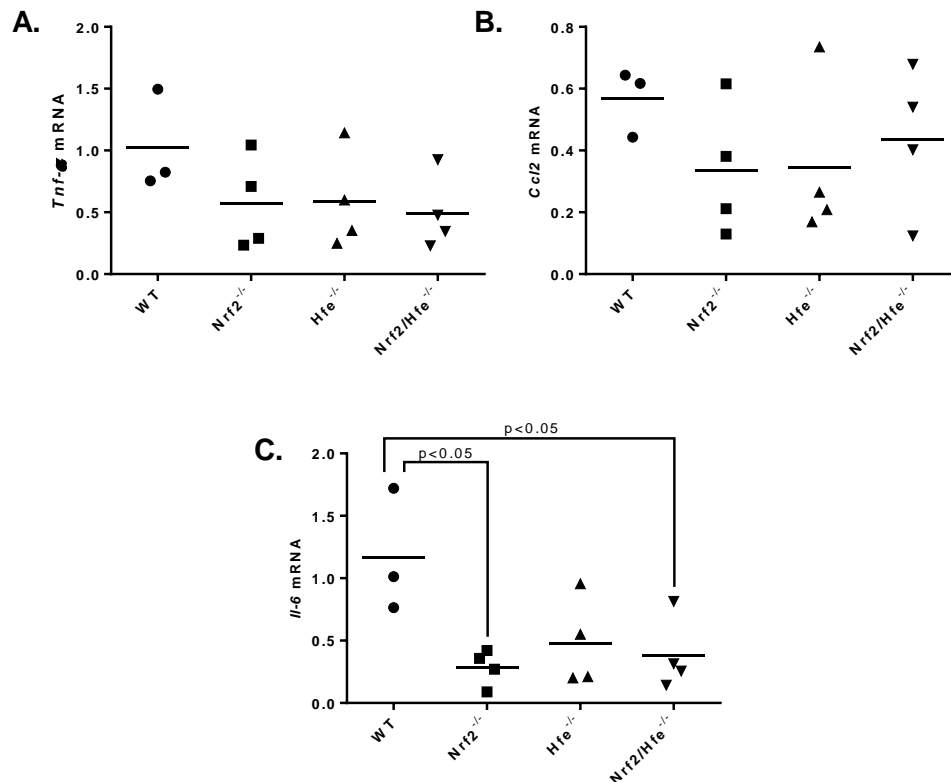 A.
2.0
1.5
1.0
0.5
0.0
Tnf-α mRNA
WT
Nrf2-/-
Hfe-/-
Nrf2/Hfe-/-
B.
0.8
0.6
0.4
0.2
0.0
Ccl2 mRNA
WT
Nrf2-/-
Hfe-/-
Nrf2/Hfe-/-
C.
p<0.05
p<0.05
2.0
1.5
1.0
0.5
0.0
Il-6 mRNA
WT
Nrf2-/-
Hfe-/-
Nrf2/Hfe-/-